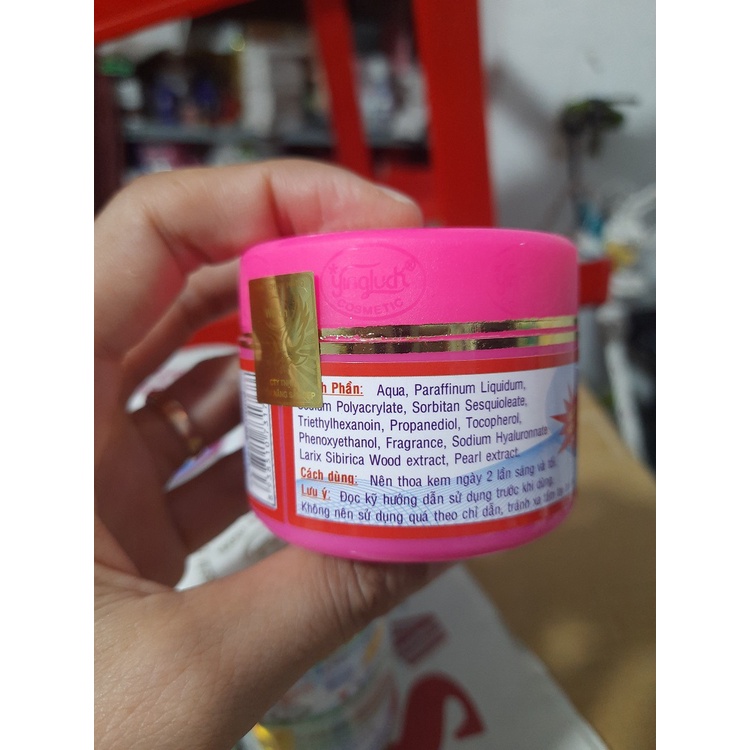 Yingluck
COSMETIC
Phần: Aqua, Paraffinum Liquidum,
Polyacrylate, Sorbitan Sesquioleate,
Triethylhexanoin, Propanediol, Tocopherol,
Phenoxyethanol, Fragrance, Sodium Hyaluronnate
Larix Sibirica Wood extract, Pearl extract.
Cách dùng: Nên thoa kem ngày 2 lần sáng và tối.
Lưu ý: Đọc kỹ hướng dẫn sử dụng trước khi dùng.
Không nên sử dụng quá theo chỉ dẫn, tránh xa tầm
S